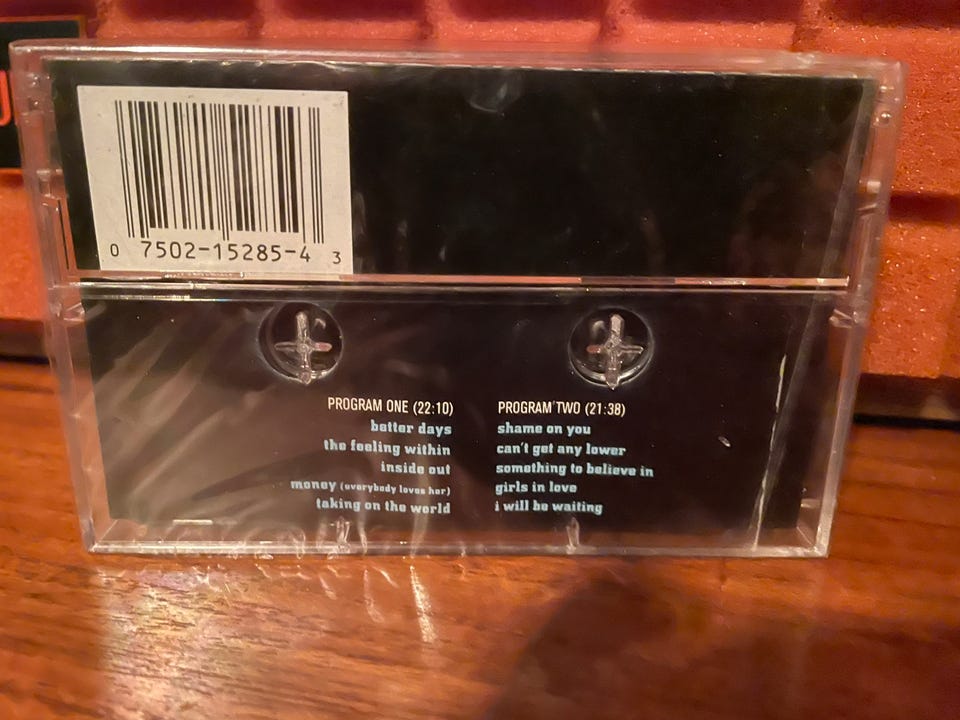 0 7502-15285-4 3
PROGRAM ONE (22:10)
better days
the feeling within
inside out
money (everybody loves her)
taking on the world
PROGRAM TWO (21:38)
shame on you
can't get any lower
something to believe in
girls in love
i will be waiting